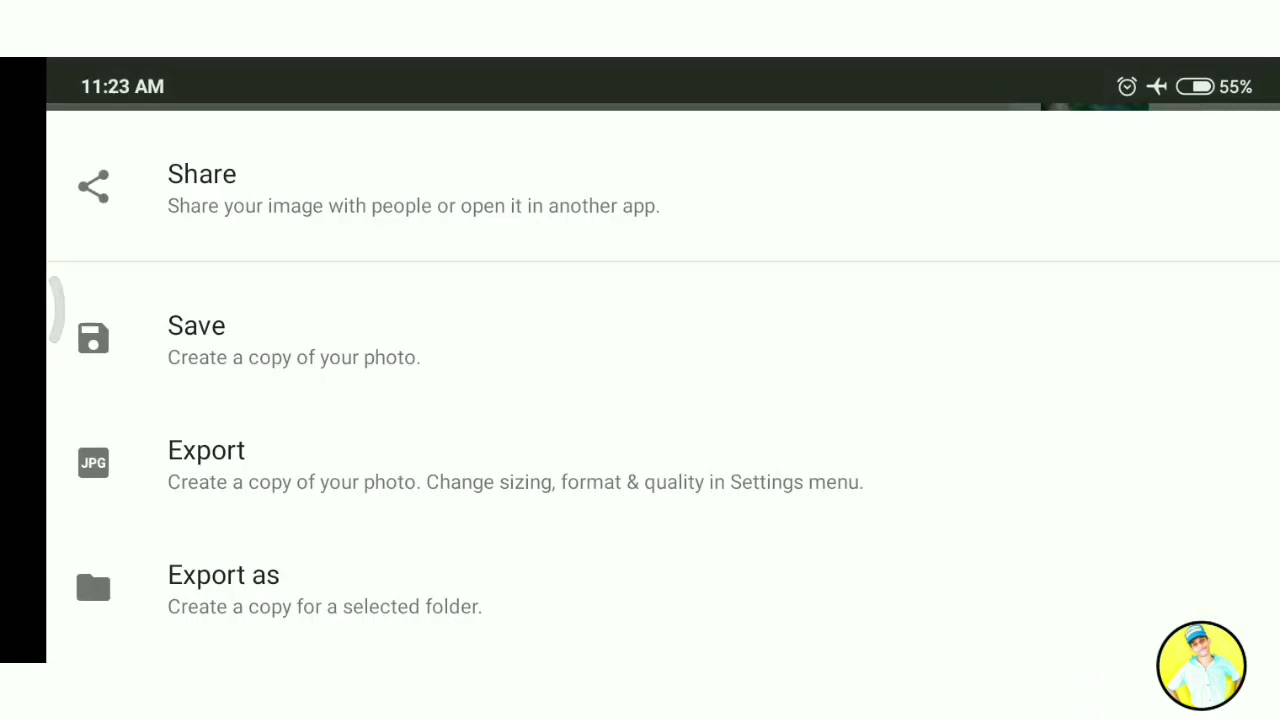 11:23 AM
55%
Share
Share your image with people or open it in another app.
Save
Create a copy of your photo.
JPG
Export
Create a copy of your photo. Change sizing, format & quality in Settings menu.
Export as
Create a copy for a selected folder.